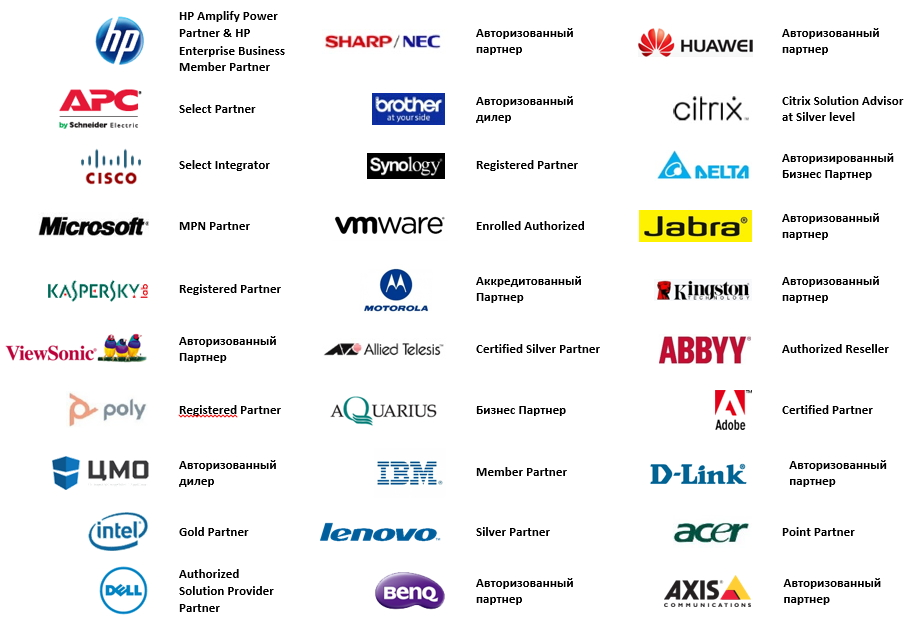 hp
HP Amplify Power
Partner & HP
Enterprise Business
Member Partner
SHARP/NEC
Авторизованный
партнер
HUAWEI
Авторизованный
партнер
APC
by Schneider Electric
Select Partner
brother
at your side
Авторизованный
дилер
citrix
Citrix Solution Advisor
at Silver level
CISCO
Select Integrator
Synology
Registered Partner
DELTA
Авторизированный
Бизнес Партнер
Microsoft
MPN Partner
vmware
Enrolled Authorized
Jabra
Авторизованный
партнер
KASPERSKY lab
Registered Partner
MOTOROLA
Аккредитованный
Партнер
Kingston
TECHNOLOGY
Авторизованный
партнер
ViewSonic
Авторизованный
Партнер
Allied Telesis
Certified Silver Partner
ABBYY
Authorized Reseller
poly
Registered Partner
AQUARIUS
Бизнес Партнер
Adobe
Certified Partner
ЦМО
Авторизованный
дилер
IBM
Member Partner
D-Link
Авторизованный
партнер
intel
Gold Partner
lenovo
Silver Partner
acer
Point Partner
DELL
Authorized
Solution Provider
Partner
BenQ
Авторизованный
партнер
AXIS
COMMUNICATIONS
Авторизованный
партнер